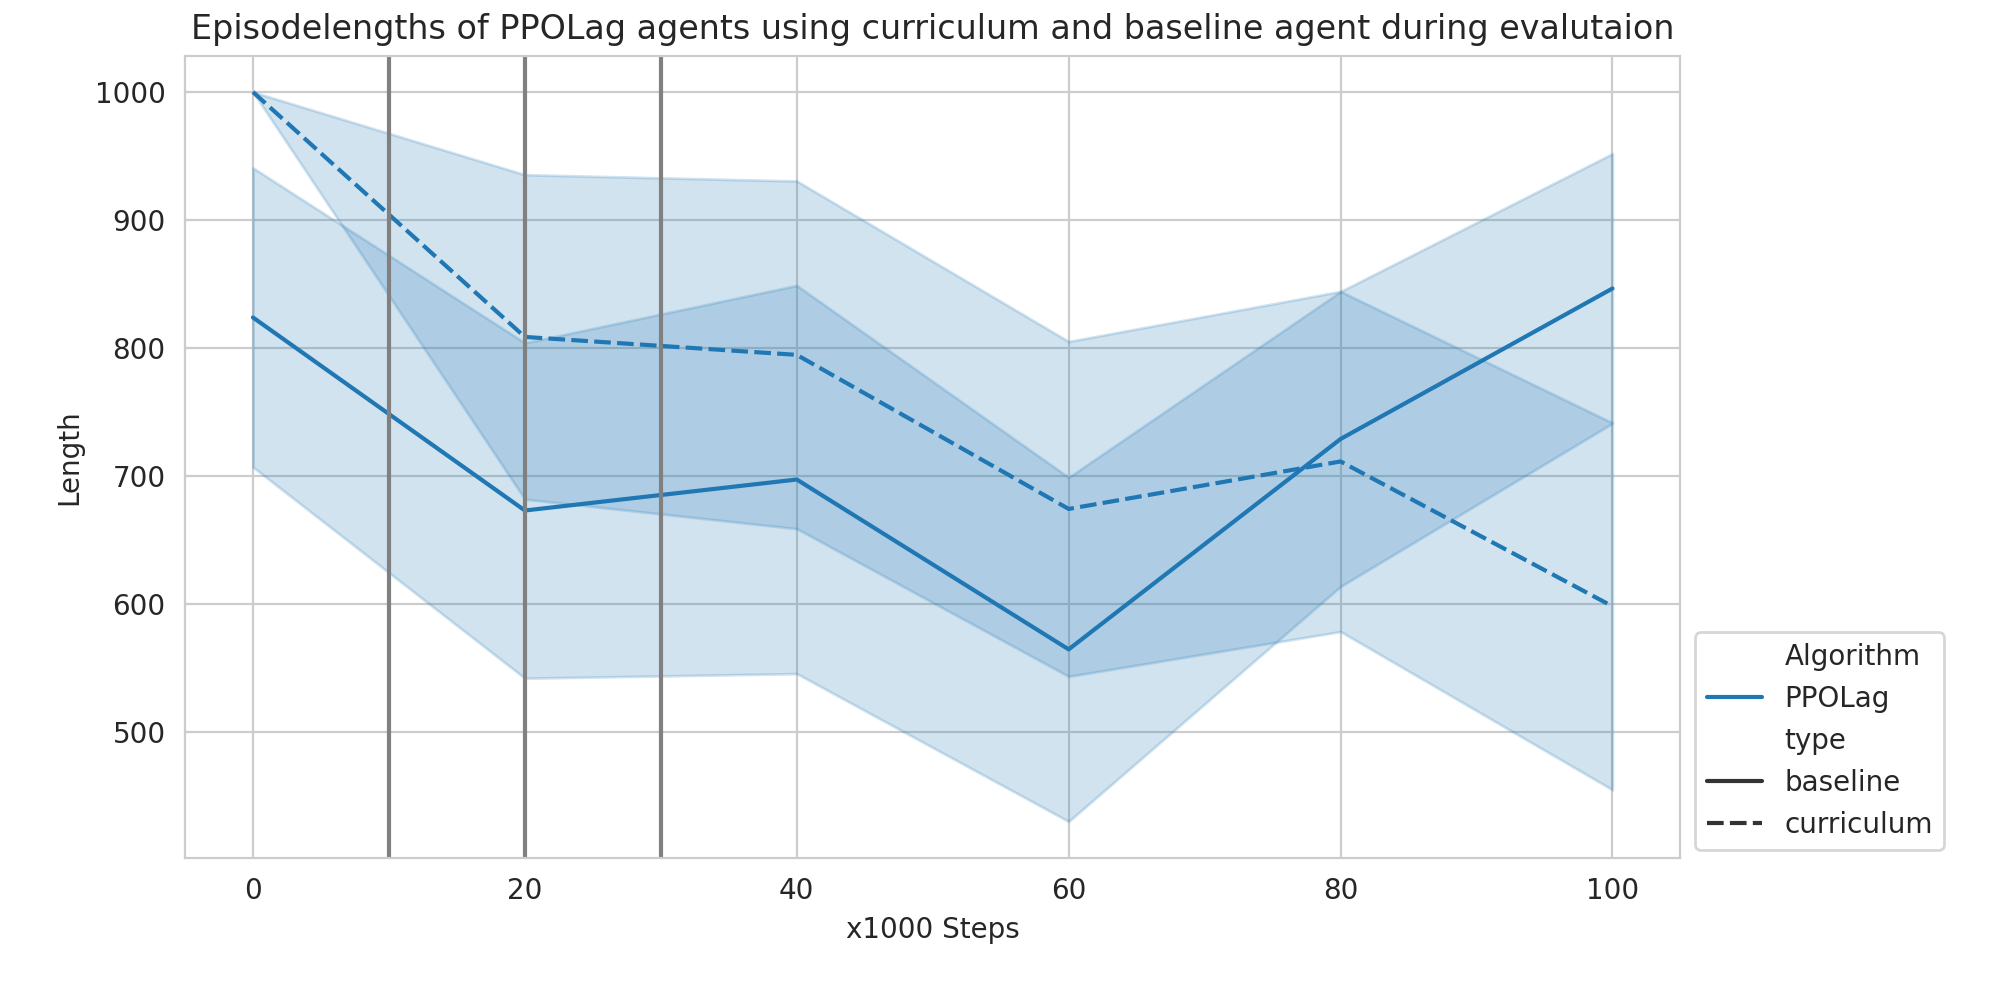 Episodelengths of PPOLag agents using curriculum and baseline agent during evalutaion
1000
900
800
700
600
500
Length
0 20 40 60 80 100
x1000 Steps
Algorithm
PPOLag
type
baseline
curriculum